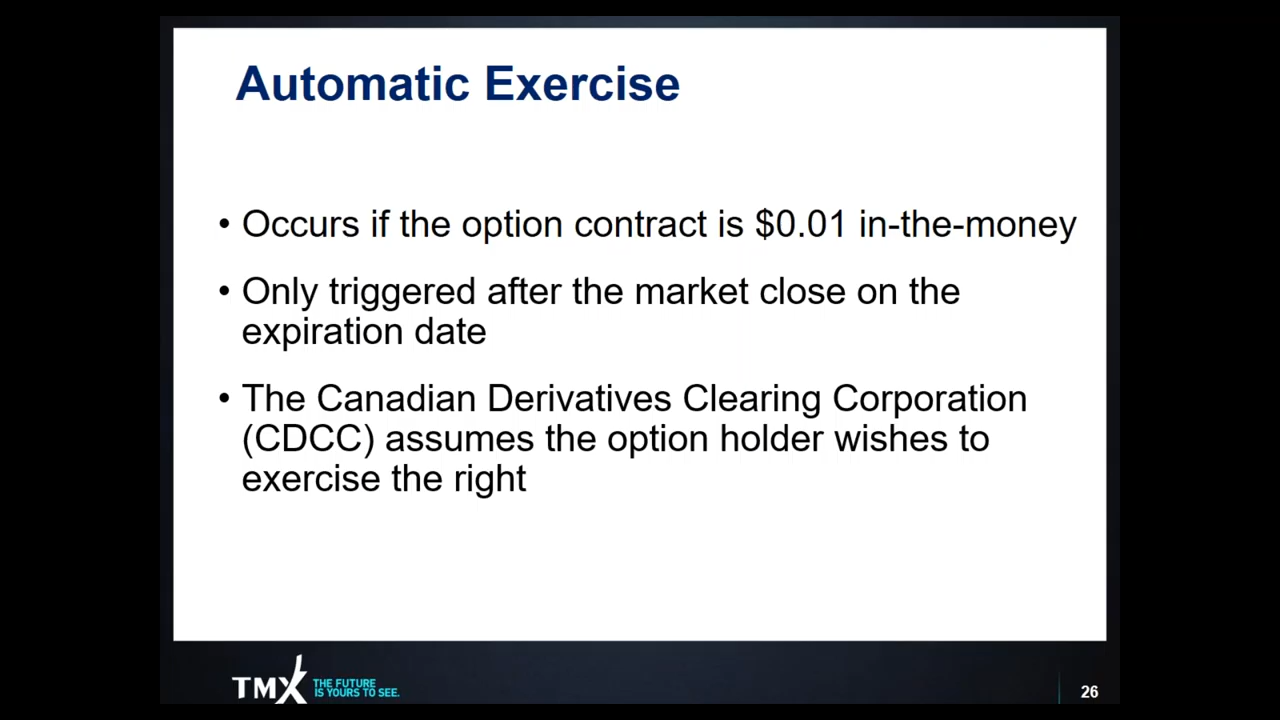 Automatic Exercise
• Occurs if the option contract is $0.01 in-the-money
• Only triggered after the market close on the
expiration date
• The Canadian Derivatives Clearing Corporation
(CDCC) assumes the option holder wishes to
exercise the right
TMX THE FUTURE
IS YOURS TO SEE.
26